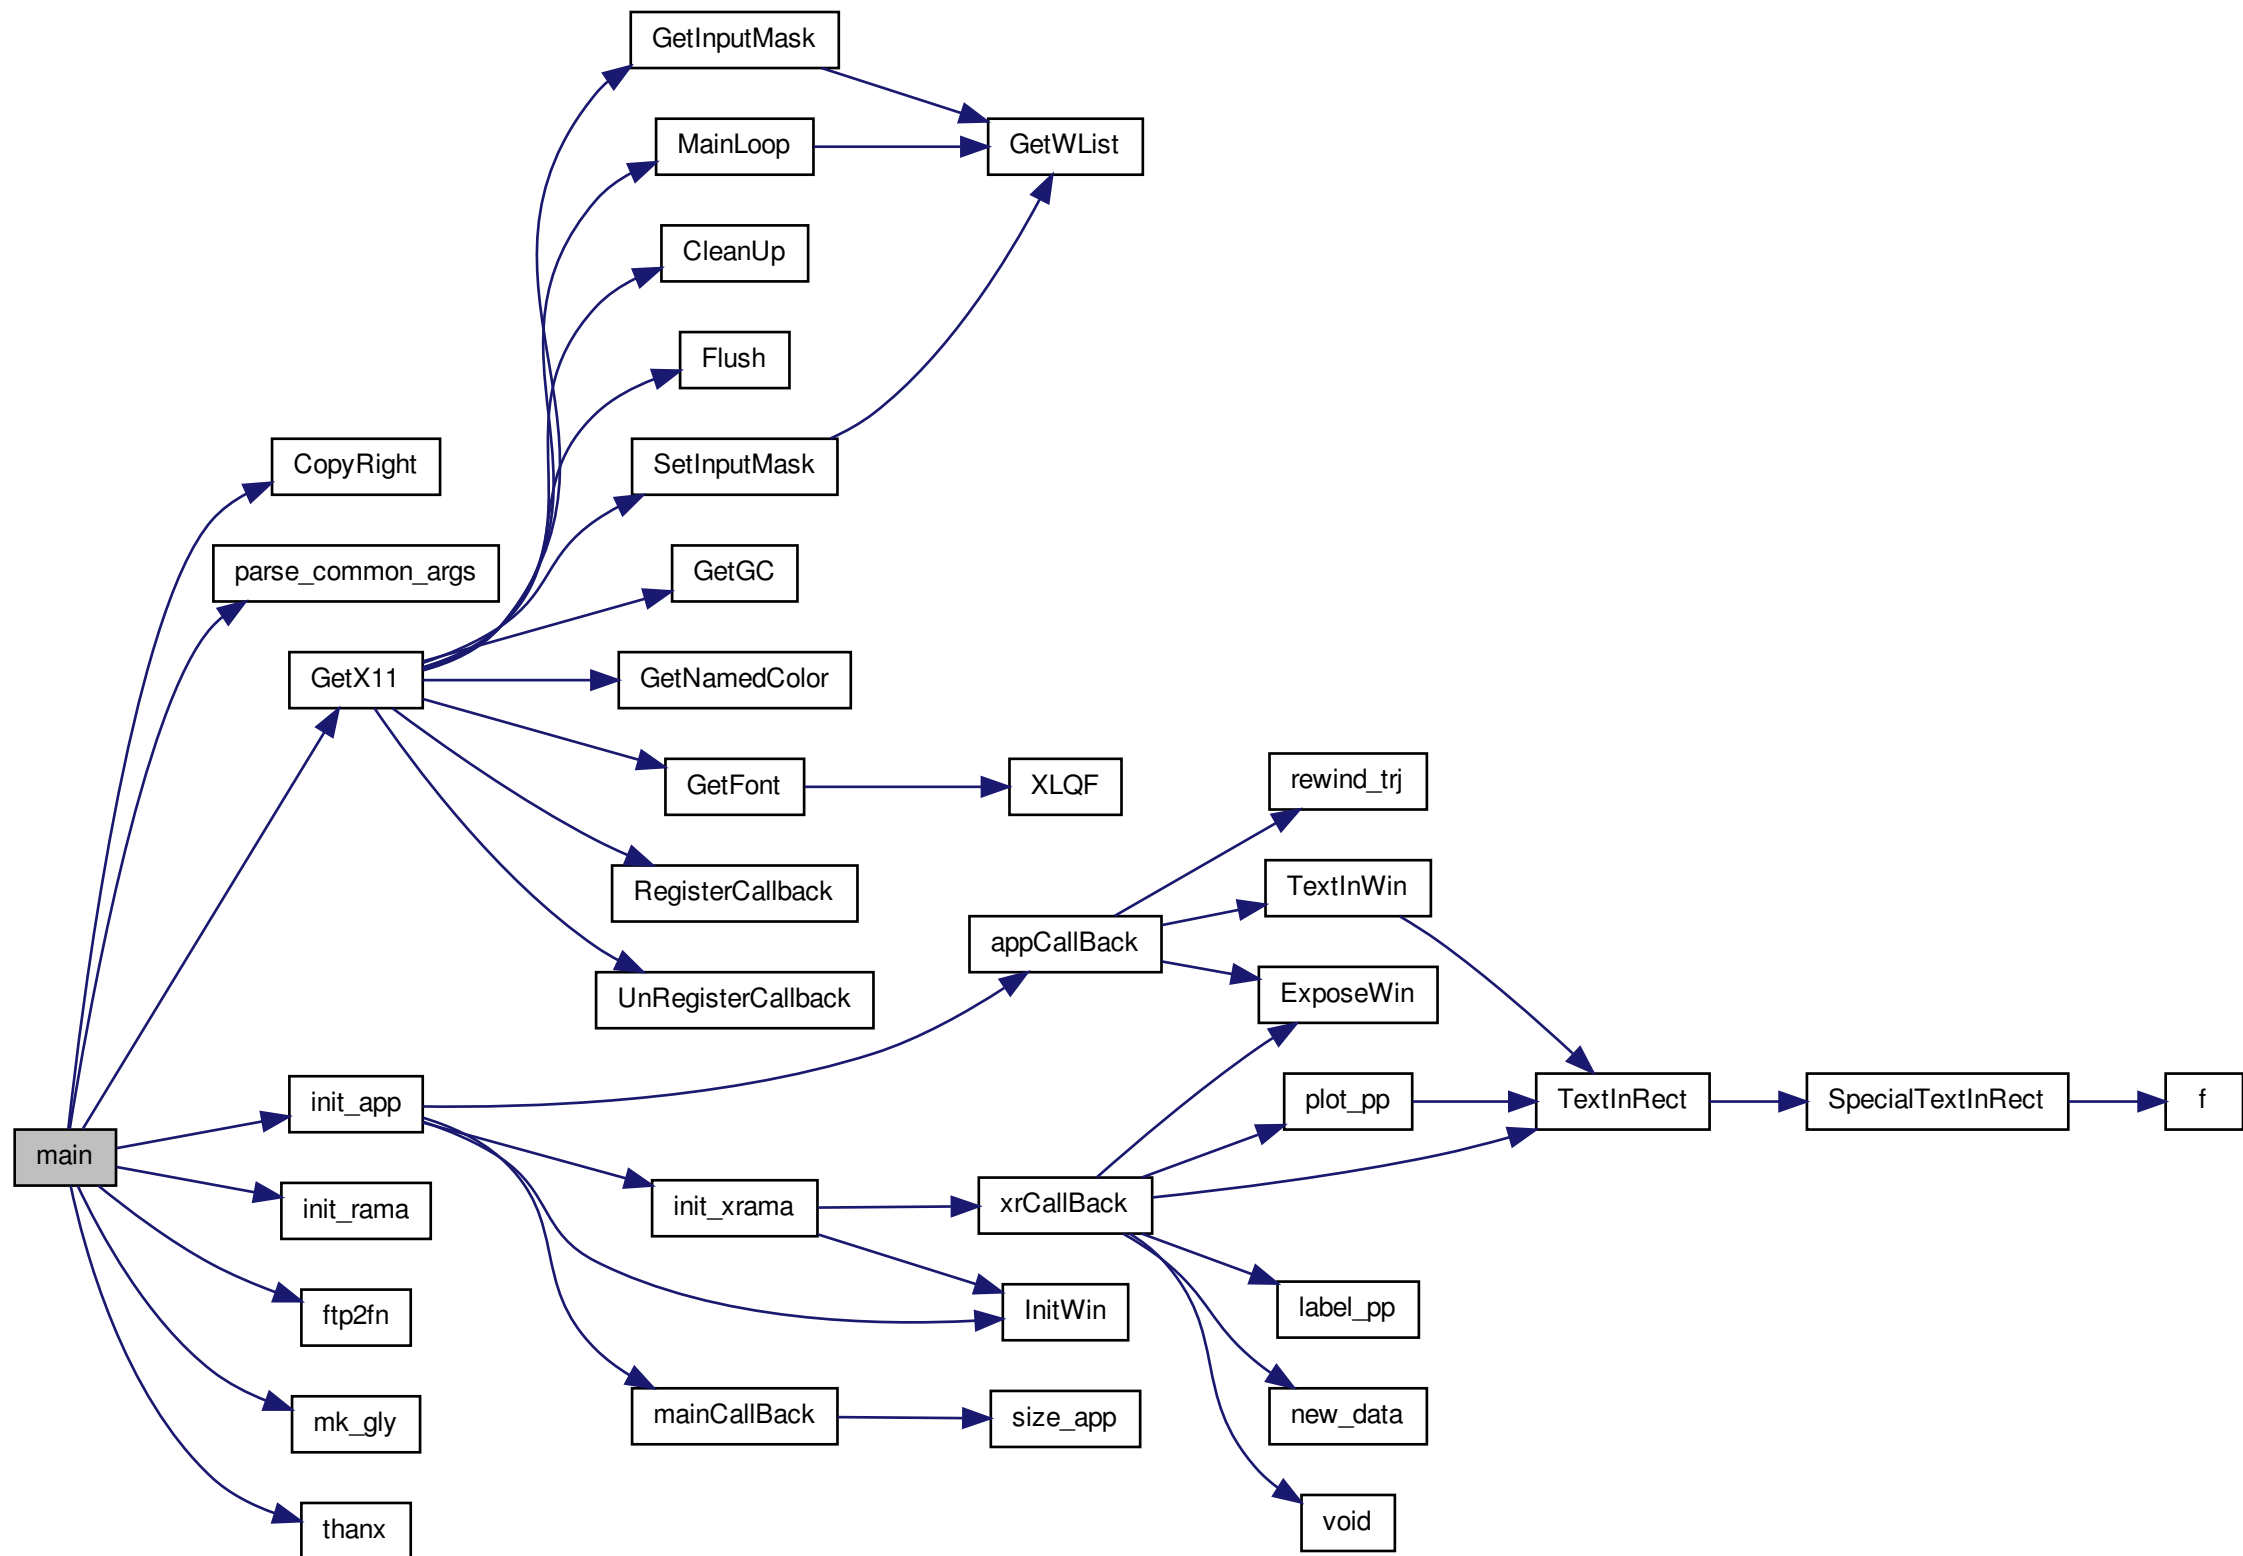 GetInputMask
MainLoop
GetWList
CleanUp
Flush
CopyRight
SetInputMask
parse_common_args
GetGC
GetX11
GetNamedColor
GetFont
XLQF
rewind_trj
RegisterCallback
TextInWin
appCallBack
UnRegisterCallback
ExposeWin
init_app
plot_pp
TextInRect
SpecialTextInRect
f
main
init_rama
init_xrama
xrCallBack
ftp2fn
InitWin
label_pp
mk_gly
mainCallBack
size_app
new_data
thanx
void